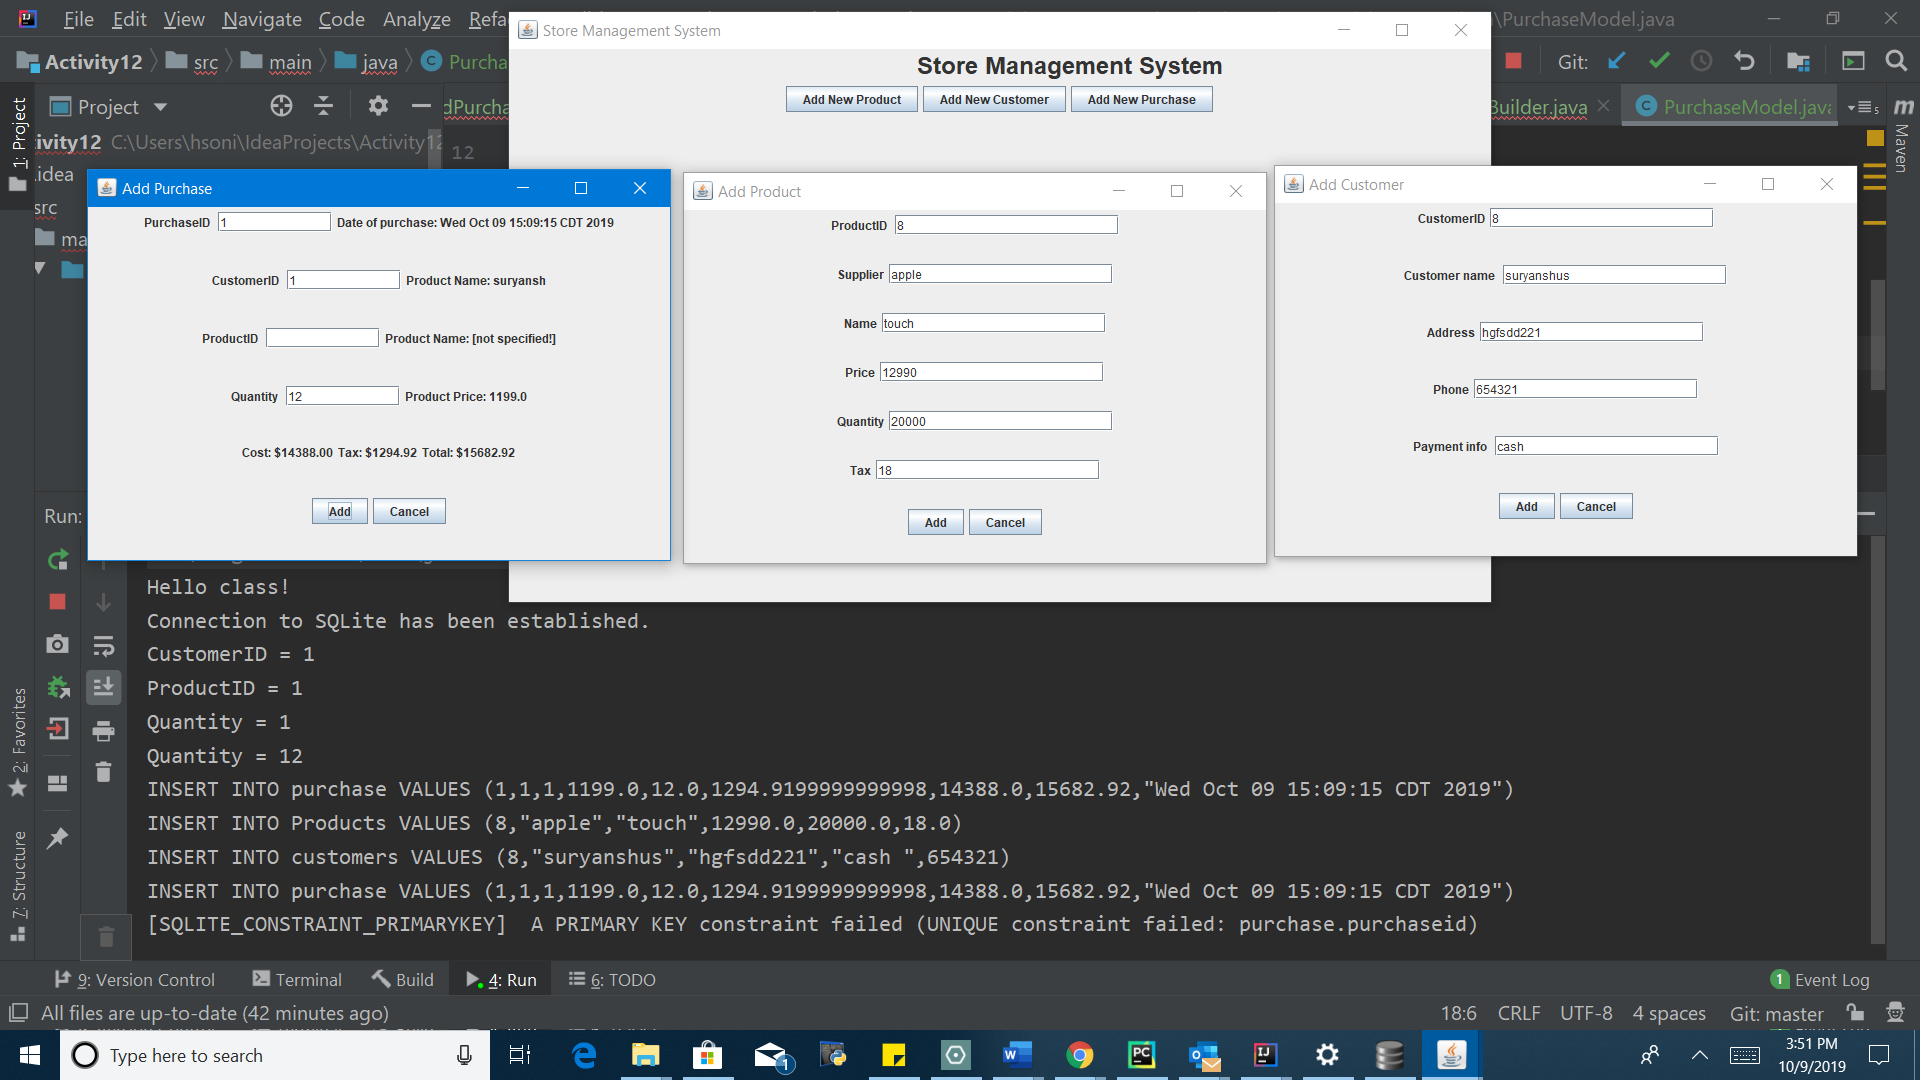 File Edit View Navigate Code Analyze Refa
\PurchaseModel.java
Store Management System
Activity12 src main java Purcha
Git:
Store Management System
Add New Product Add New Customer Add New Purchase
1: Project
Project
dPurcha
Builder.java PurchaseModel.java
5
m
Maven
ivity12 C:\Users\hsoni\IdeaProjects\Activity12
12
.idea
src
ma
Add Purchase
PurchaseID 1 Date of purchase: Wed Oct 09 15:09:15 CDT 2019
CustomerID 1 Product Name: suryansh
ProductID Product Name: [not specified!]
Quantity 12 Product Price: 1199.0
Cost: $14388.00 Tax: $1294.92 Total: $15682.92
Add Cancel
Add Product
ProductID 8
Supplier apple
Name touch
Price 12990
Quantity 20000
Tax 18
Add Cancel
Add Customer
CustomerID 8
Customer name suryanshus
Address hgfsdd221
Phone 654321
Payment info cash
Add Cancel
Run:
Hello class!
Connection to SQLite has been established.
CustomerID = 1
ProductID = 1
Quantity = 1
Quantity = 12
INSERT INTO purchase VALUES (1,1,1,1199.0,12.0,1294.9199999999998,14388.0,15682.92,"Wed Oct 09 15:09:15 CDT 2019")
INSERT INTO Products VALUES (8,"apple","touch",12990.0,20000.0,18.0)
INSERT INTO customers VALUES (8,"suryanshus","hgfsdd221","cash ",654321)
INSERT INTO purchase VALUES (1,1,1,1199.0,12.0,1294.9199999999998,14388.0,15682.92,"Wed Oct 09 15:09:15 CDT 2019")
[SQLITE_CONSTRAINT_PRIMARYKEY]  A PRIMARY KEY constraint failed (UNIQUE constraint failed: purchase.purchaseid)
2: Favorites
7: Structure
9: Version Control Terminal Build 4: Run 6: TODO
1 Event Log
All files are up-to-date (42 minutes ago)
18:6 CRLF UTF-8 4 spaces Git: master
Type here to search
1
3:51 PM
10/9/2019